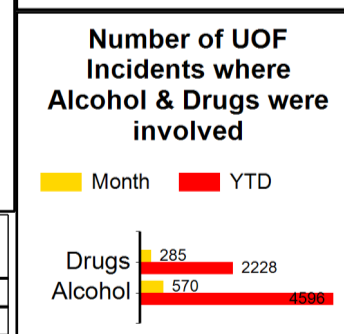 Number of UOF
Incidents where
Alcohol & Drugs were
involved
Month YTD
Drugs 285
2228
Alcohol 570
4596